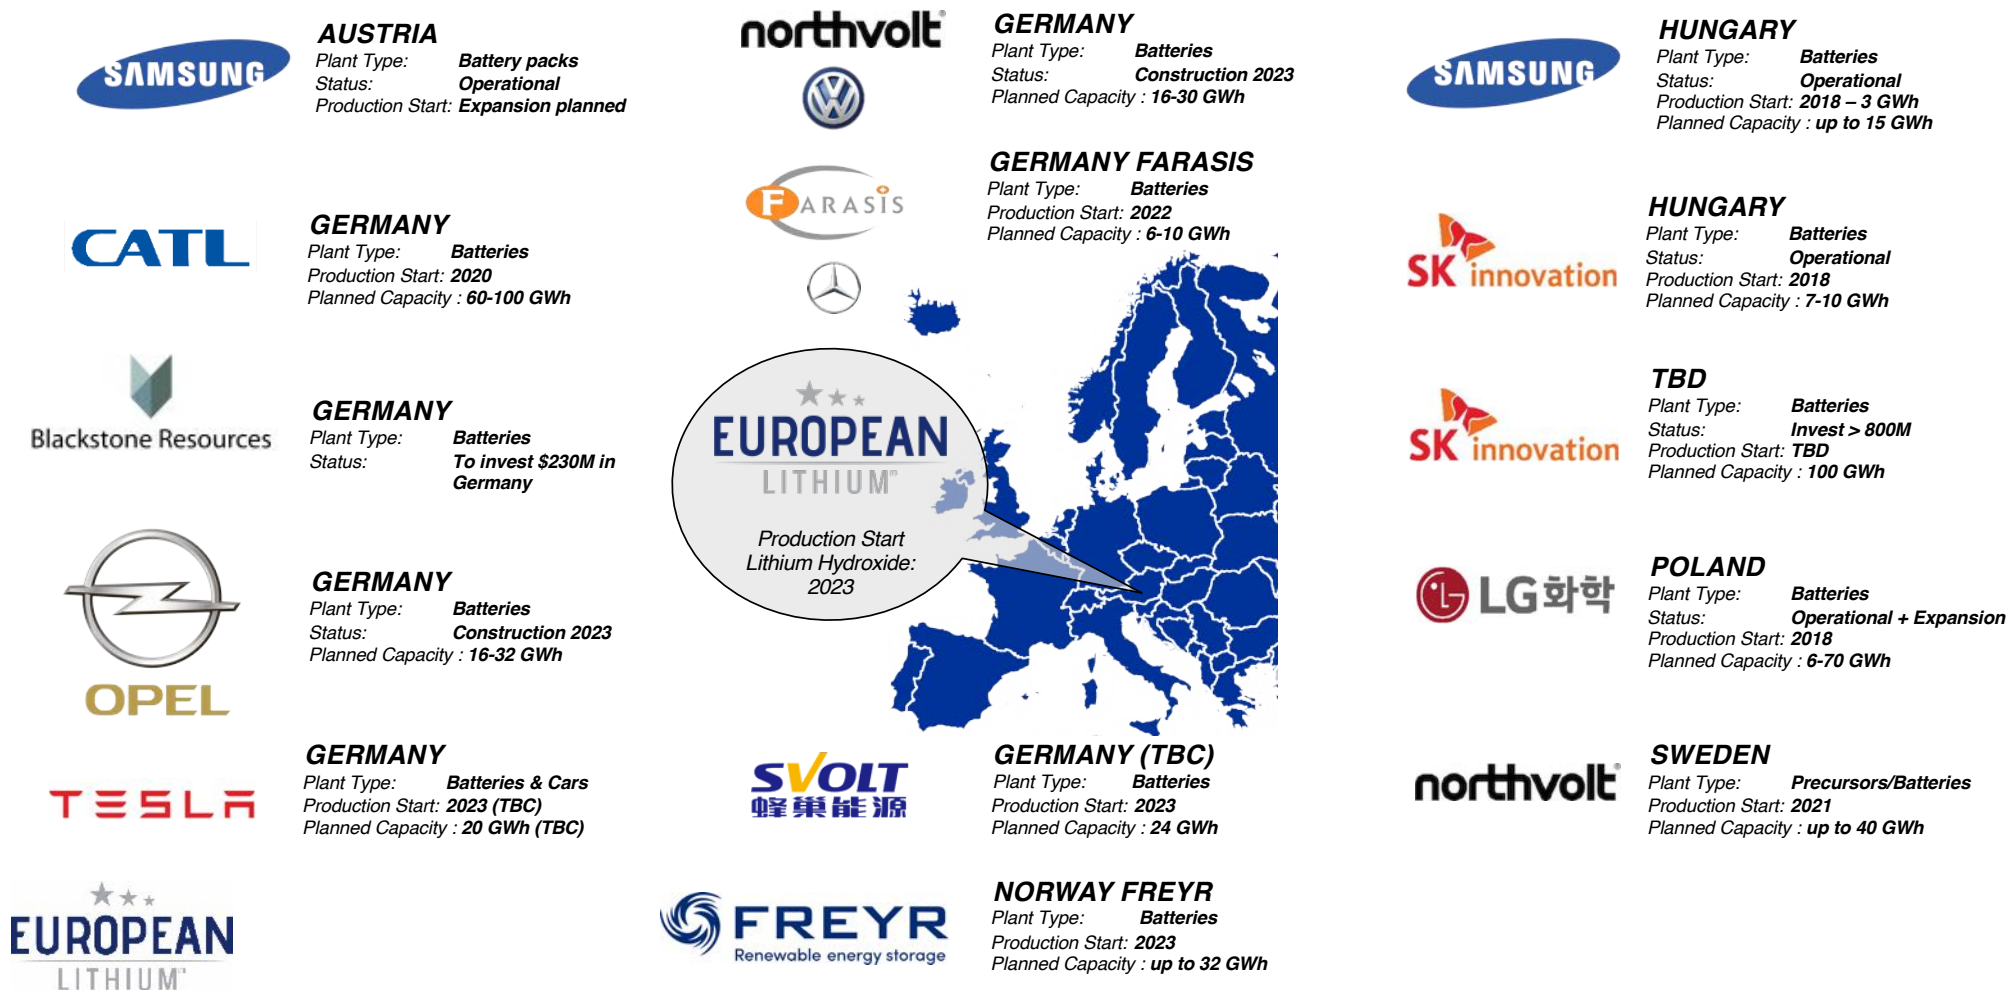 SAMSUNG
AUSTRIA
Plant Type: Battery packs
Status: Operational
Production Start: Expansion planned
CATL
GERMANY
Plant Type: Batteries
Production Start: 2020
Planned Capacity : 60-100 GWh
Blackstone Resources
GERMANY
Plant Type: Batteries
Status: To invest $230M in
Germany
OPEL
GERMANY
Plant Type: Batteries
Status: Construction 2023
Planned Capacity : 16-32 GWh
TESLA
GERMANY
Plant Type: Batteries & Cars
Production Start: 2023 (TBC)
Planned Capacity : 20 GWh (TBC)
EUROPEAN
LITHIUM
northvolt
GERMANY
Plant Type: Batteries
Status: Construction 2023
Planned Capacity : 16-30 GWh
FARASIS
GERMANY FARASIS
Plant Type: Batteries
Production Start: 2022
Planned Capacity : 6-10 GWh
EUROPEAN
LITHIUM
Production Start
Lithium Hydroxide:
2023
SVOLT
蜂巢能源
GERMANY (TBC)
Plant Type: Batteries
Production Start: 2023
Planned Capacity : 24 GWh
FREYR
Renewable energy storage
NORWAY FREYR
Plant Type: Batteries
Production Start: 2023
Planned Capacity : up to 32 GWh
SAMSUNG
HUNGARY
Plant Type: Batteries
Status: Operational
Production Start: 2018 – 3 GWh
Planned Capacity : up to 15 GWh
SK innovation
HUNGARY
Plant Type: Batteries
Status: Operational
Production Start: 2018
Planned Capacity : 7-10 GWh
SK innovation
TBD
Plant Type: Batteries
Status: Invest > 800M
Production Start: TBD
Planned Capacity : 100 GWh
LG화학
POLAND
Plant Type: Batteries
Status: Operational + Expansion
Production Start: 2018
Planned Capacity : 6-70 GWh
northvolt
SWEDEN
Plant Type: Precursors/Batteries
Production Start: 2021
Planned Capacity : up to 40 GWh